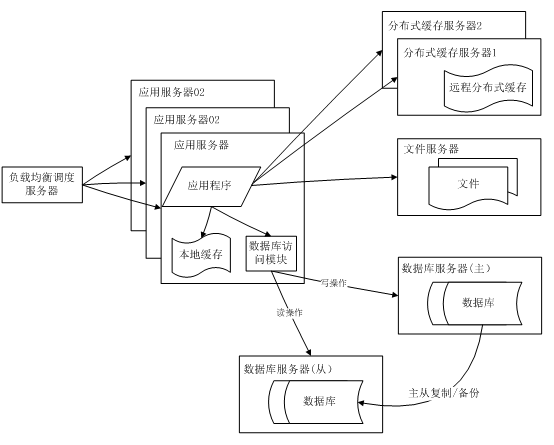 分布式缓存服务器2
分布式缓存服务器1
远程分布式缓存
应用服务器02
应用服务器02
应用服务器
应用程序
负载均衡调度
服务器
文件服务器
文件
本地缓存
数据库访
问模块
数据库服务器(主)
数据库
写操作
读操作
数据库服务器(从)
数据库
主从复制/备份